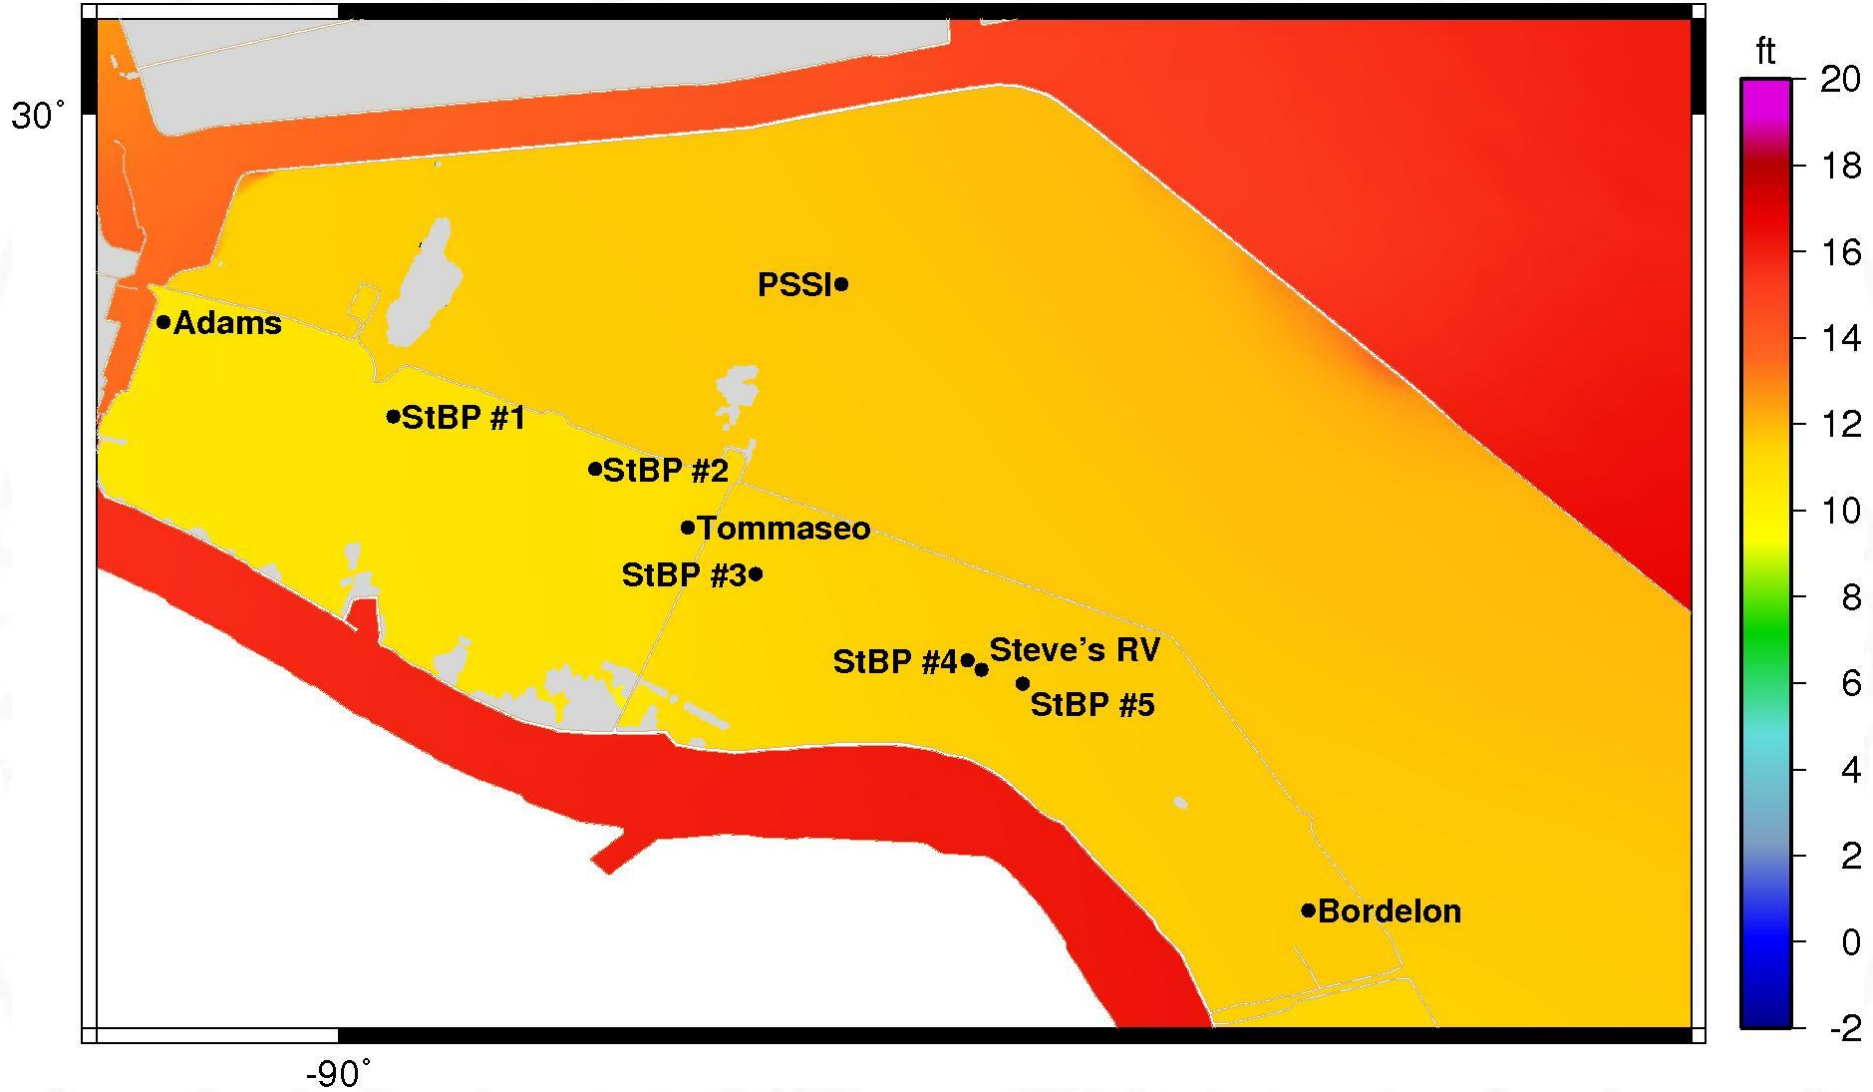 ft
20
30°
18
16
PSSI
Adams
14
StBP #1
12
StBP #2
10
Tommaseo
StBP #3
8
Steve's RV
StBP #4
6
StBP #5
4
2
Bordelon
0
-2
-90°